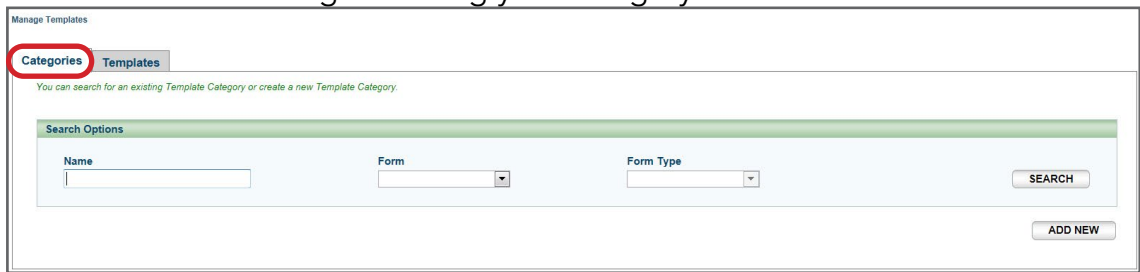 Manage Templates
Categories Templates
You can search for an existing Template Category or create a new Template Category.
Search Options
Name Form Form Type
SEARCH
ADD NEW